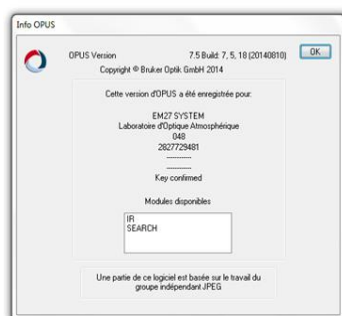 Info OPUS
OPUS Version 7.5 Build: 7, 5, 18 (20140810)
OK
Copyright © Bruker Optik GmbH 2014
Cette version d'OPUS a été enregistrée pour:
EM27 SYSTEM
Laboratoire d'Optique Atmosphérique
048
2827729481
-----------
-----------
Key confirmed
Modules disponibles
IR
SEARCH
Une partie de ce logiciel est basée sur le travail du
groupe indépendant JPEG